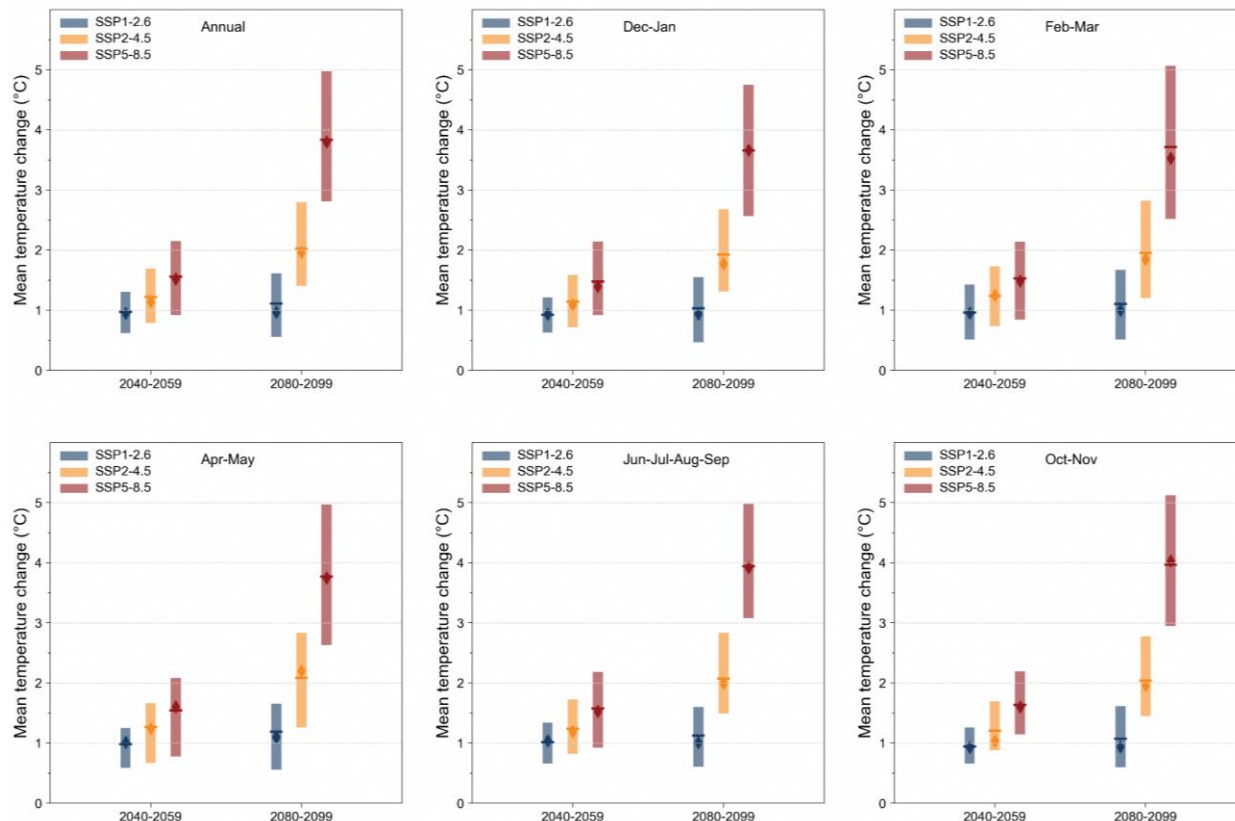 Annual
SSP1-2.6
SSP2-4.5
SSP5-8.5
Mean temperature change (°C)
5
4
3
2
1
0
2040-2059
2080-2099
Dec-Jan
SSP1-2.6
SSP2-4.5
SSP5-8.5
Mean temperature change (°C)
5
4
3
2
1
0
2040-2059
2080-2099
Feb-Mar
SSP1-2.6
SSP2-4.5
SSP5-8.5
Mean temperature change (°C)
5
4
3
2
1
0
2040-2059
2080-2099
Apr-May
SSP1-2.6
SSP2-4.5
SSP5-8.5
Mean temperature change (°C)
5
4
3
2
1
0
2040-2059
2080-2099
Jun-Jul-Aug-Sep
SSP1-2.6
SSP2-4.5
SSP5-8.5
Mean temperature change (°C)
5
4
3
2
1
0
2040-2059
2080-2099
Oct-Nov
SSP1-2.6
SSP2-4.5
SSP5-8.5
Mean temperature change (°C)
5
4
3
2
1
0
2040-2059
2080-2099